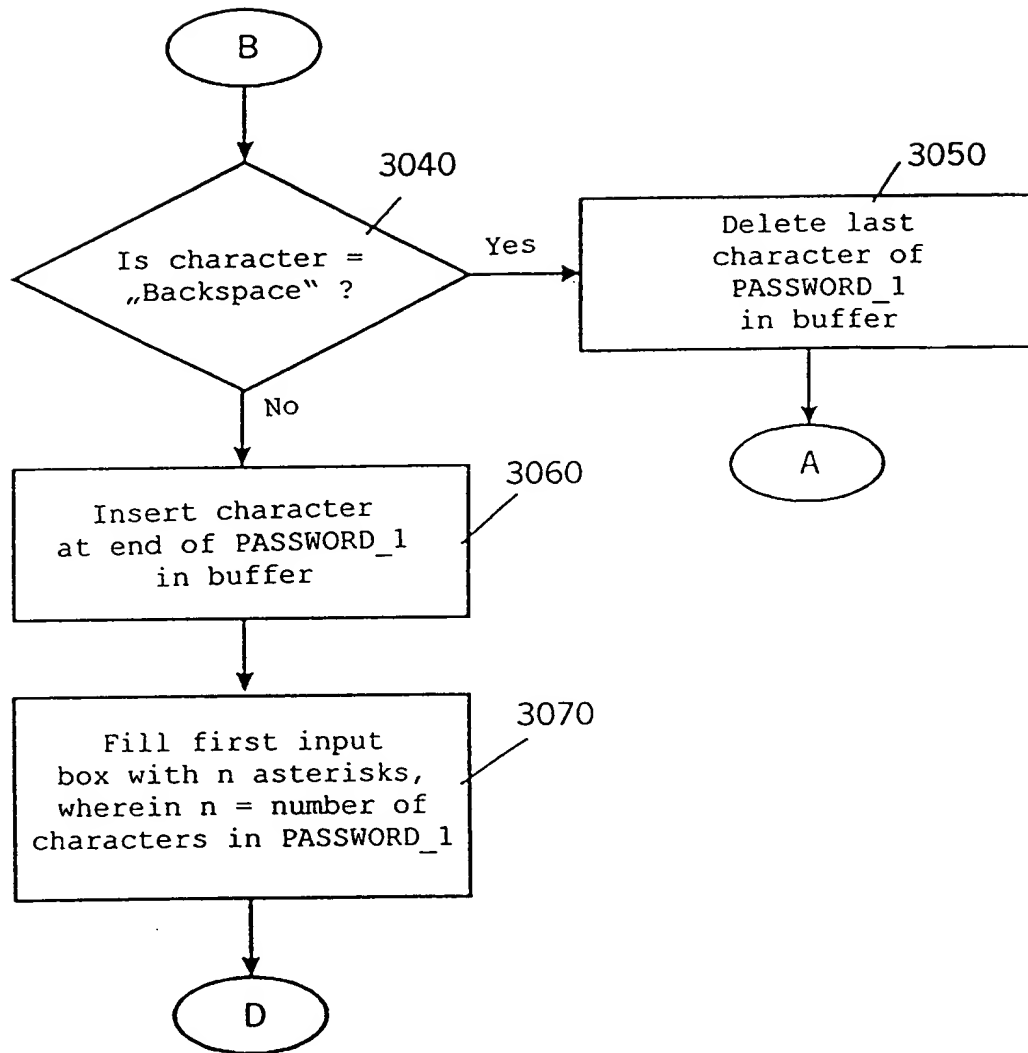 B
3040
Is character =
„Backspace“ ?
Yes
3050
Delete last
character of
PASSWORD_1
in buffer
A
No
3060
Insert character
at end of PASSWORD_1
in buffer
3070
Fill first input
box with n asterisks,
wherein n = number of
characters in PASSWORD_1
D